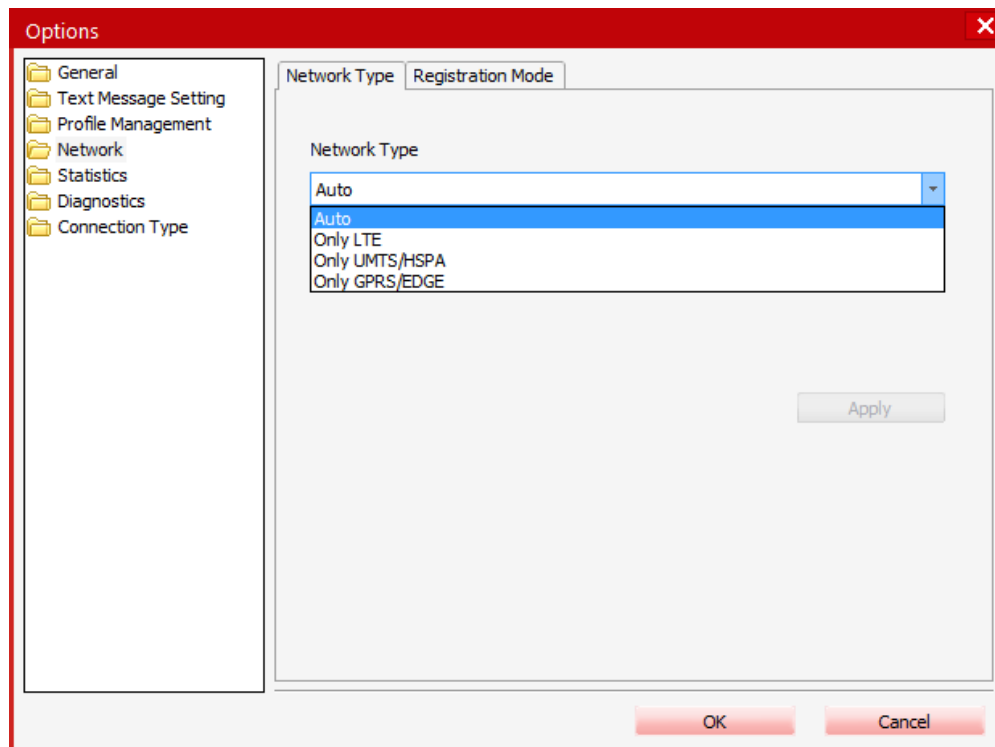 Options
General
Text Message Setting
Profile Management
Network
Statistics
Diagnostics
Connection Type
Network Type
Registration Mode
Network Type
Auto
Auto
Only LTE
Only UMTS/HSPA
Only GPRS/EDGE
Apply
OK
Cancel